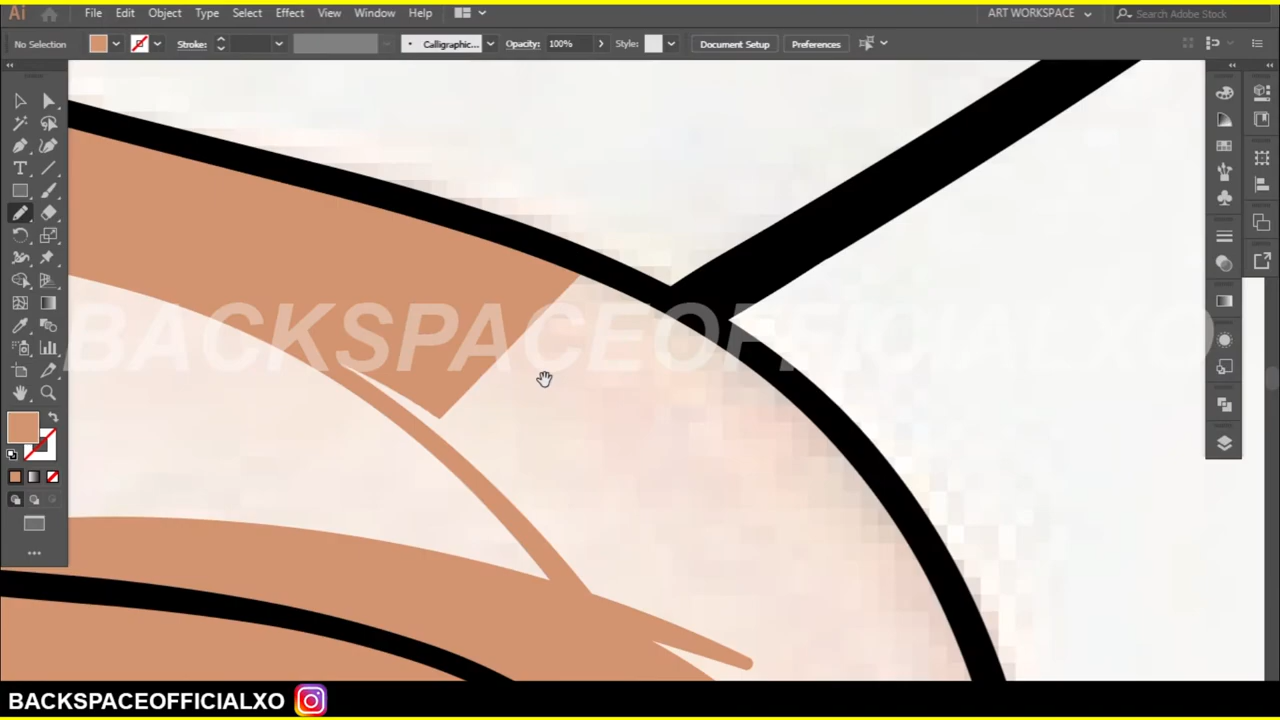 Ai File Edit Object Type Select Effect View Window Help ART WORKSPACE Search Adobe Stock
No Selection Stroke: Calligraphic... Opacity: 100% Style: Document Setup Preferences
T
BACKSPACEOFFICIALXO
BACKSPACEOFFICIALXO